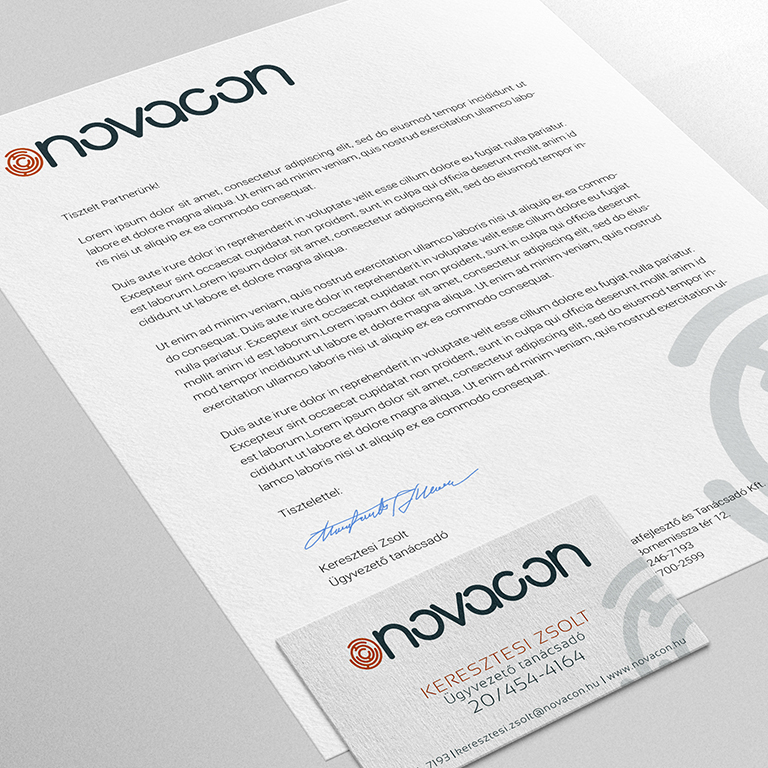 novacon
Tisztelt Partnerünk!
Lorem ipsum dolor sit amet, consectetur adipiscing elit, sed do eiusmod tempor incididunt ut
labore et dolore magna aliqua. Ut enim ad minim veniam, quis nostrud exercitation ullamco labo-
ris nisi ut aliquip ex ea commodo consequat.
Duis aute irure dolor in reprehenderit in voluptate velit esse cillum dolore eu fugiat nulla pariatur.
Excepteur sint occaecat cupidatat non proident, sunt in culpa qui officia deserunt mollit anim id
est laborum.Lorem ipsum dolor sit amet, consectetur adipiscing elit, sed do eiusmod tempor in-
cididunt ut labore et dolore magna aliqua.
Ut enim ad minim veniam, quis nostrud exercitation ullamco laboris nisi ut aliquip ex ea commo-
do consequat. Duis aute irure dolor in reprehenderit in voluptate velit esse cillum dolore eu fugiat
nulla pariatur. Excepteur sint occaecat cupidatat non proident, sunt in culpa qui officia deserunt
mollit anim id est laborum.Lorem ipsum dolor sit amet, consectetur adipiscing elit, sed do eius-
mod tempor incididunt ut labore et dolore magna aliqua. Ut enim ad minim veniam, quis nostrud
exercitation ullamco laboris nisi ut aliquip ex ea commodo consequat.
Duis aute irure dolor in reprehenderit in voluptate velit esse cillum dolore eu fugiat nulla pariatur.
Excepteur sint occaecat cupidatat non proident, sunt in culpa qui officia deserunt mollit anim id
est laborum.Lorem ipsum dolor sit amet, consectetur adipiscing elit, sed do eiusmod tempor in-
cididunt ut labore et dolore magna aliqua. Ut enim ad minim veniam, quis nostrud exercitation ul-
lamco laboris nisi ut aliquip ex ea commodo consequat.
Tisztelettel:
Keresztesi Zsolt
Ügyvezető tanácsadó
atfejlesztő és Tanácsadó Kft.
Bornemissza tér 12.
246-7193
700-2599
novacon
KERESZTESI ZSOLT
Ügyvezető tanácsadó
20/454-4164
7193 | keresztesi.zsolt@novacon.hu | www.novacon.hu